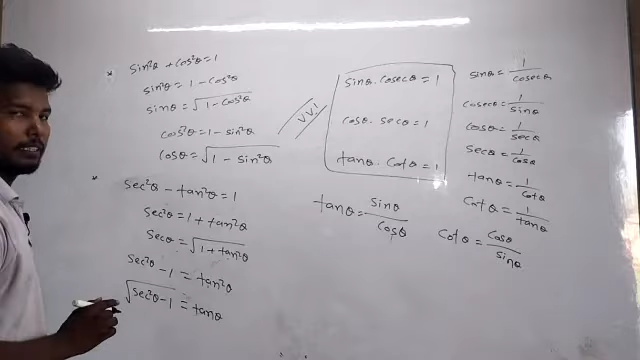 * sin²θ + cos²θ = 1
sin²θ = 1 - cos²θ
sinθ = √1 - cos²θ
cos²θ = 1 - sin²θ
cosθ = √1 - sin²θ
* sec²θ - tan²θ = 1
sec²θ = 1 + tan²θ
secθ = √1 + tan²θ
sec²θ - 1 = tan²θ
√sec²θ - 1 = tanθ
VVI
sinθ. cosecθ = 1
cosθ. secθ = 1
tanθ. cotθ = 1
tanθ = sinθ/cosθ
sinθ = 1/cosecθ
cosecθ = 1/sinθ
cosθ = 1/secθ
secθ = 1/cosθ
tanθ = 1/cotθ
cotθ = 1/tanθ
cotθ = cosθ/sinθ